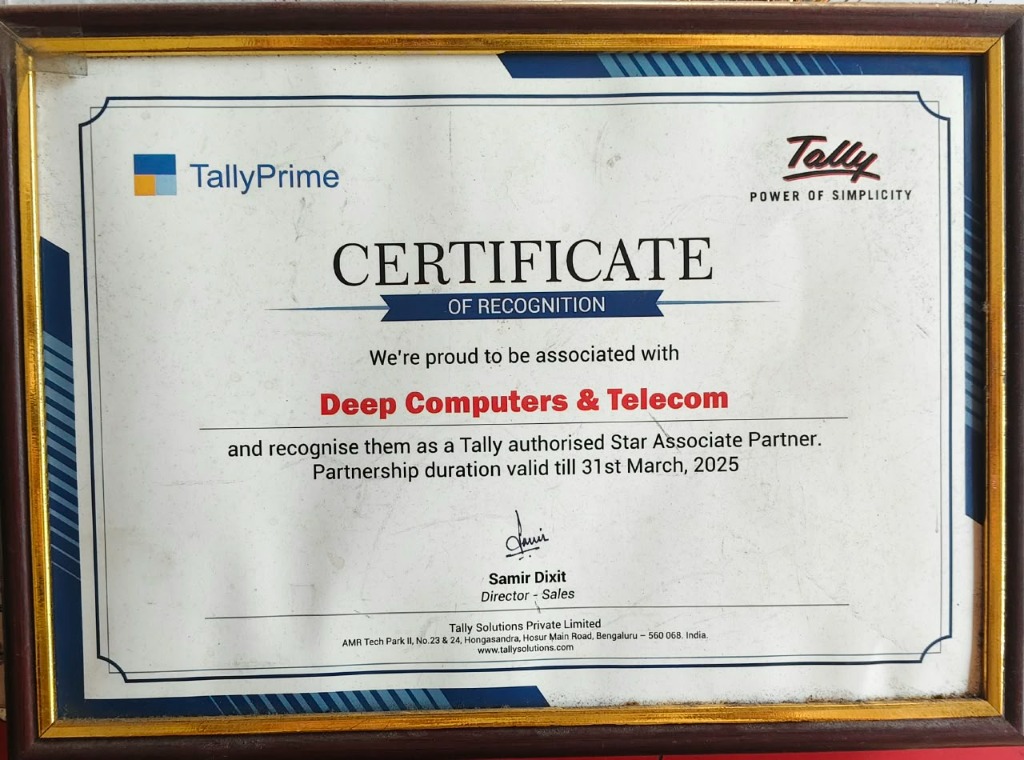 TallyPrime
Tally
POWER OF SIMPLICITY
CERTIFICATE
OF RECOGNITION
We're proud to be associated with
Deep Computers & Telecom
and recognise them as a Tally authorised Star Associate Partner.
Partnership duration valid till 31st March, 2025
Samir
Samir Dixit
Director - Sales
Tally Solutions Private Limited
AMR Tech Park II, No.23 & 24, Hongasandra, Hosur Main Road, Bengaluru – 560 068. India.
www.tallysolutions.com